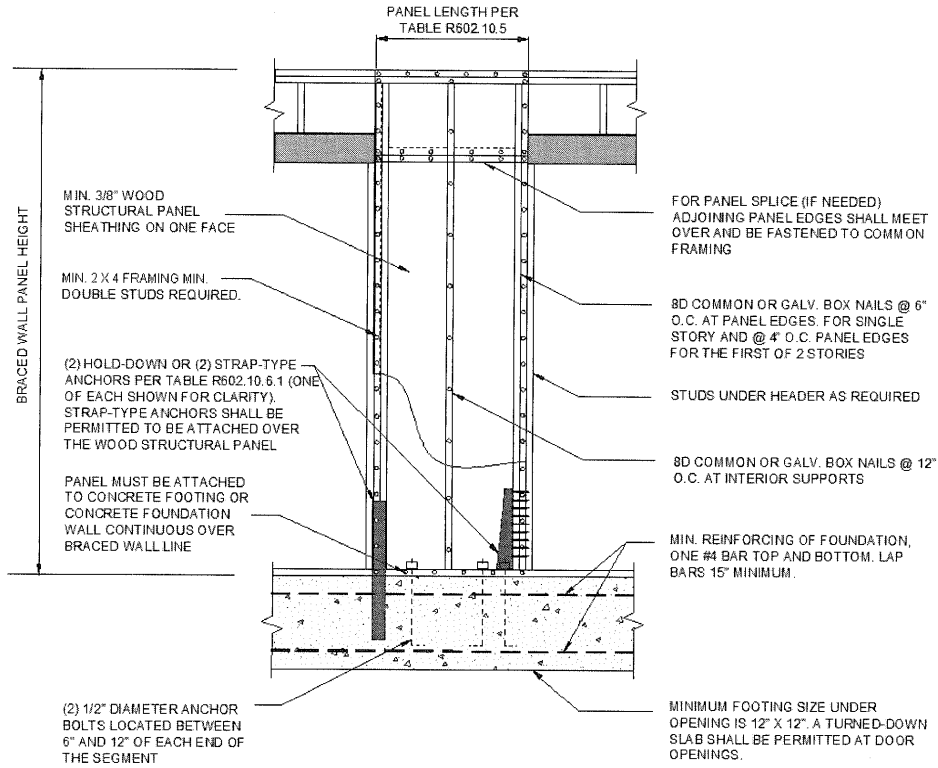 PANEL LENGTH PER
TABLE R602.10.5
BRACED WALL PANEL HEIGHT
MIN. 3/8" WOOD
STRUCTURAL PANEL
SHEATHING ON ONE FACE
MIN. 2 X 4 FRAMING MIN.
DOUBLE STUDS REQUIRED.
(2) HOLD-DOWN OR (2) STRAP-TYPE
ANCHORS PER TABLE R602.10.6.1 (ONE
OF EACH SHOWN FOR CLARITY).
STRAP-TYPE ANCHORS SHALL BE
PERMITTED TO BE ATTACHED OVER
THE WOOD STRUCTURAL PANEL
PANEL MUST BE ATTACHED
TO CONCRETE FOOTING OR
CONCRETE FOUNDATION
WALL CONTINUOUS OVER
BRACED WALL LINE
(2) 1/2" DIAMETER ANCHOR
BOLTS LOCATED BETWEEN
6" AND 12" OF EACH END OF
THE SEGMENT
FOR PANEL SPLICE (IF NEEDED)
ADJOINING PANEL EDGES SHALL MEET
OVER AND BE FASTENED TO COMMON
FRAMING
8D COMMON OR GALV. BOX NAILS @ 6"
O.C. AT PANEL EDGES. FOR SINGLE
STORY AND @ 4" O.C. PANEL EDGES
FOR THE FIRST OF 2 STORIES
STUDS UNDER HEADER AS REQUIRED
8D COMMON OR GALV. BOX NAILS @ 12"
O.C. AT INTERIOR SUPPORTS
MIN. REINFORCING OF FOUNDATION,
ONE #4 BAR TOP AND BOTTOM. LAP
BARS 15" MINIMUM.
MINIMUM FOOTING SIZE UNDER
OPENING IS 12" X 12". A TURNED-DOWN
SLAB SHALL BE PERMITTED AT DOOR
OPENINGS.